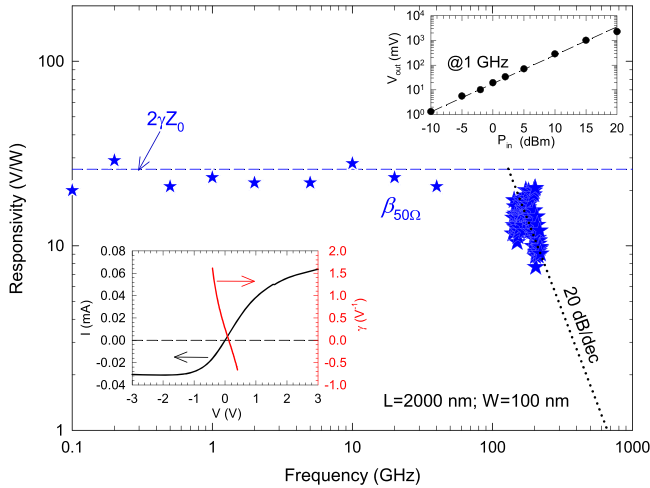 Responsivity (V/W)
100
10
1
0.1
1
10
100
1000
Frequency (GHz)
2γZ₀
β₅₀Ω
20 dB/dec
L=2000 nm; W=100 nm
V_out (mV)
10⁴
10³
10²
10¹
10⁰
@1 GHz
-10 -5 0 5 10 15 20
P_in (dBm)
I (mA)
0.08
0.06
0.04
0.02
0.00
-0.02
-0.04
-3 -2 -1 0 1 2 3
V (V)
2.0
1.5
1.0
0.5
0.0
-0.5
-1.0
γ (V⁻¹)